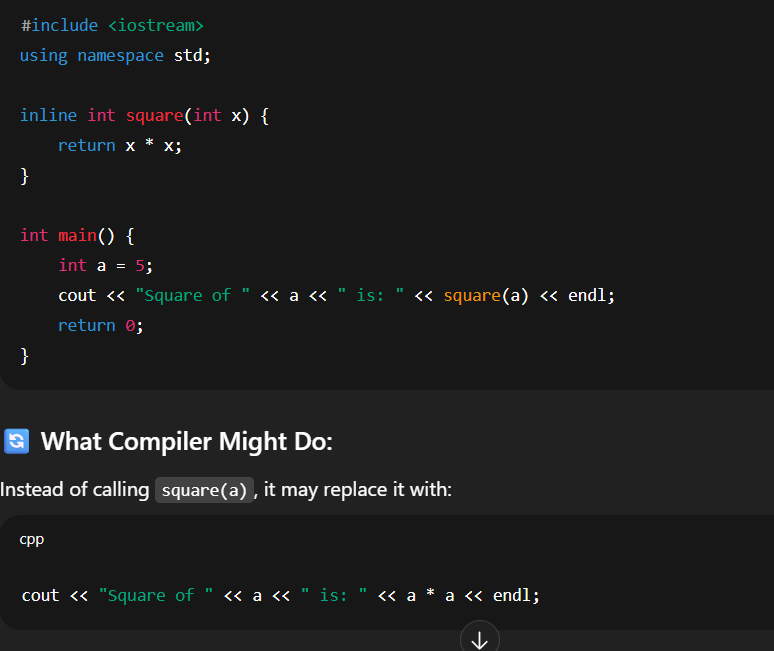 #include <iostream>
using namespace std;
inline int square(int x) {
    return x * x;
}
int main() {
    int a = 5;
    cout << "Square of " << a << " is: " << square(a) << endl;
    return 0;
}
What Compiler Might Do:
Instead of calling square(a), it may replace it with:
cpp
cout << "Square of " << a << " is: " << a * a << endl;